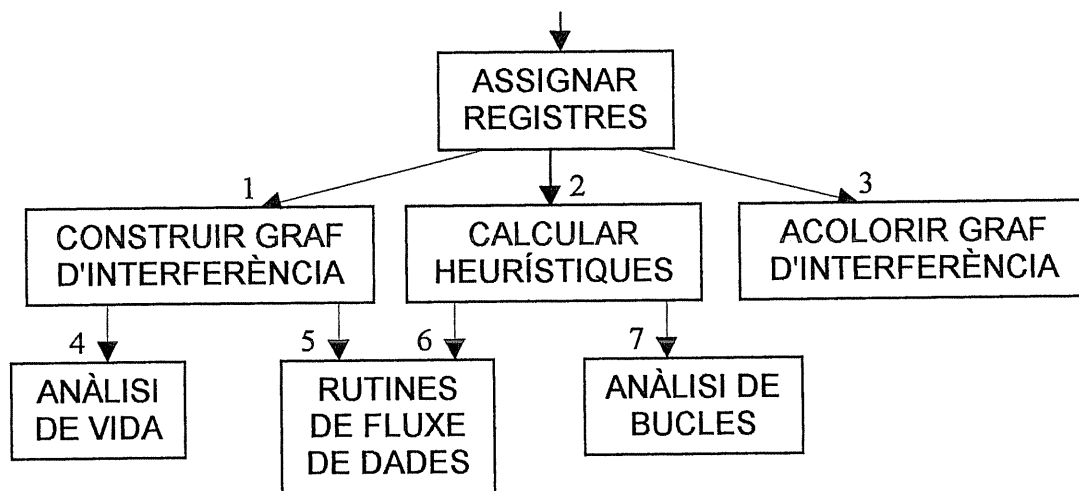 ASSIGNAR
REGISTRES
1
2
3
CONSTRUIR GRAF
D'INTERFERÈNCIA
CALCULAR
HEURÍSTIQUES
ACOLORIR GRAF
D'INTERFERÈNCIA
4
5
6
7
ANÀLISI
DE VIDA
RUTINES
DE FLUXE
DE DADES
ANÀLISI DE
BUCLES